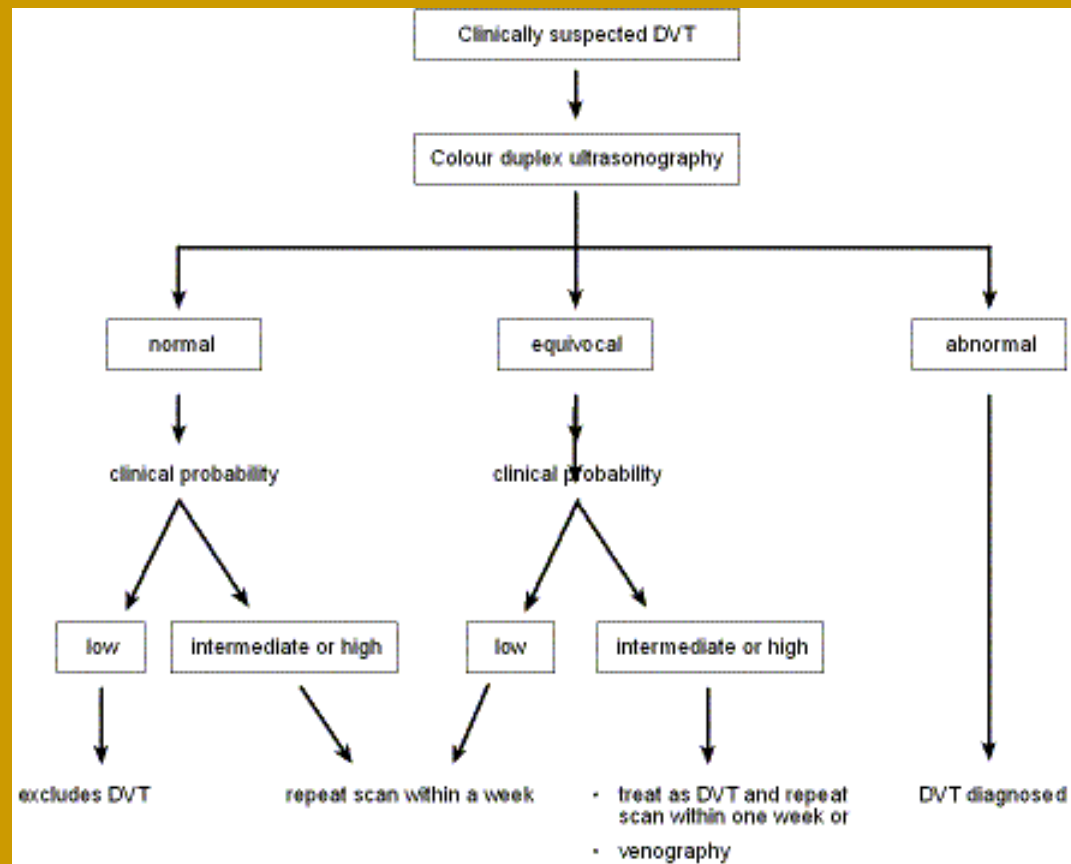 Clinically suspected DVT
Colour duplex ultrasonography
normal
equivocal
abnormal
clinical probability
clinical probability
low
intermediate or high
low
intermediate or high
excludes DVT
repeat scan within a week
· treat as DVT and repeat
scan within one week or
· venography
DVT diagnosed